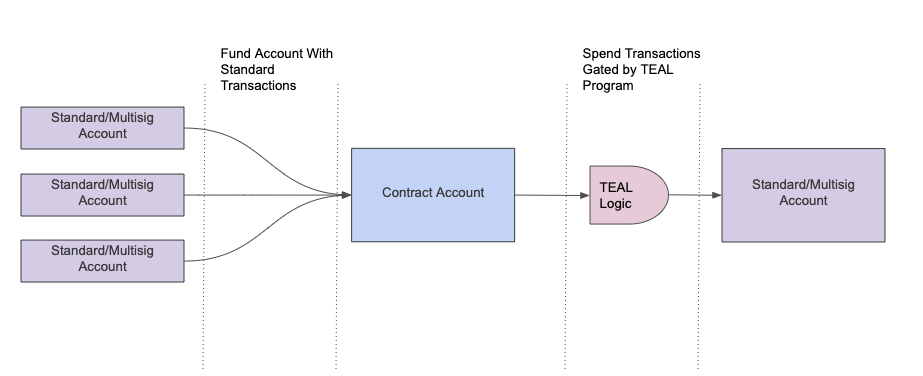 Fund Account With
Standard
Transactions
Spend Transactions
Gated by TEAL
Program
Standard/Multisig
Account
Standard/Multisig
Account
Standard/Multisig
Account
Contract Account
TEAL
Logic
Standard/Multisig
Account